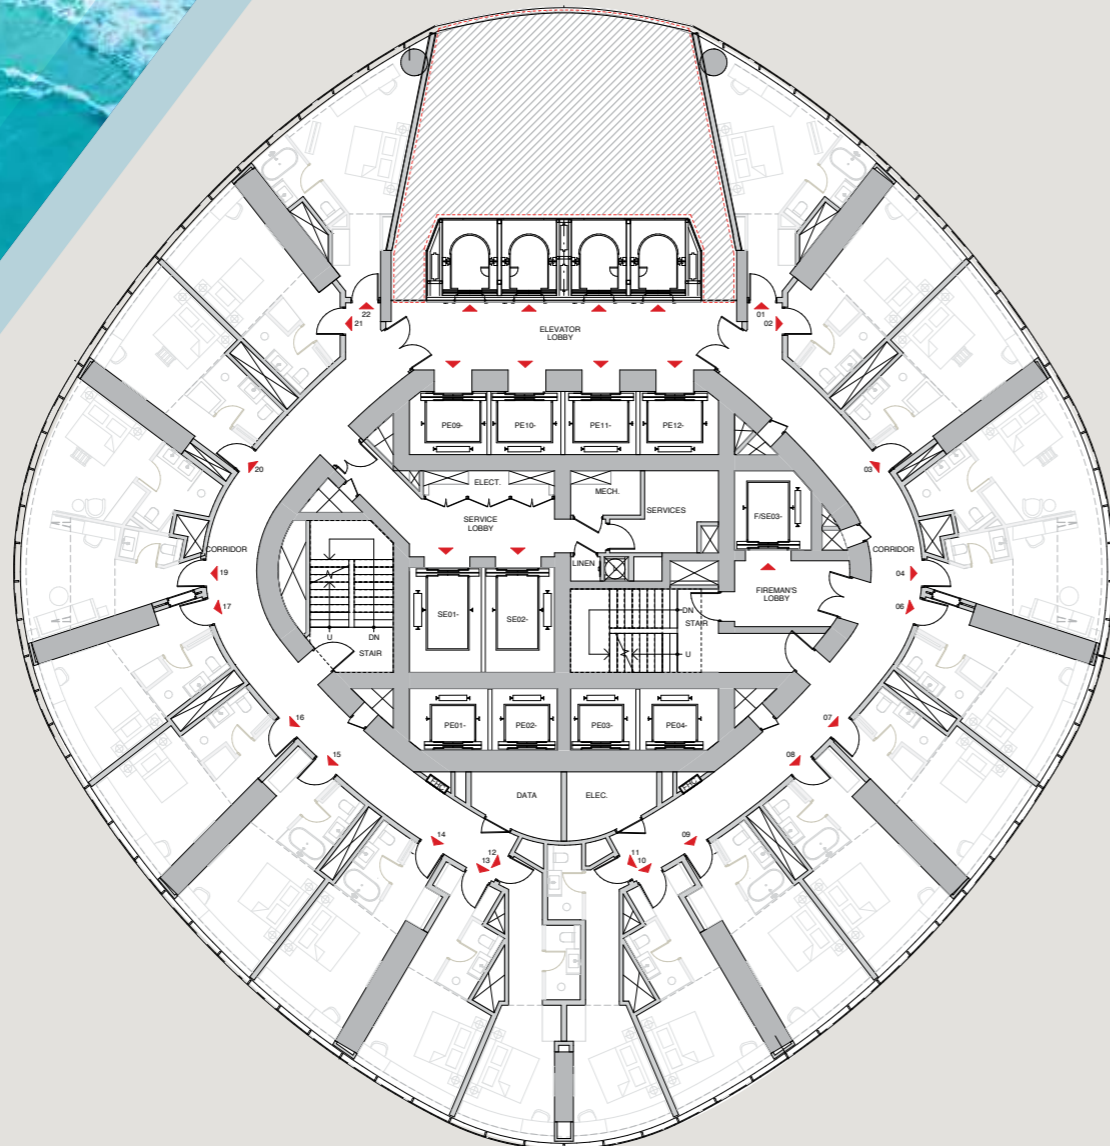 22
21
ELEVATOR
LOBBY
01
02
PE09-
PE10-
PE11-
PE12-
20
ELECT.
MECH.
03
SERVICE
LOBBY
SERVICES
F/SE03-
CORRIDOR
CORRIDOR
19
LINEN
04
17
SE01-
SE02-
FIREMAN'S
LOBBY
06
DN
STAIR
U
DN
STAIR
U
16
PE01-
PE02-
PE03-
PE04-
07
15
08
DATA
ELEC.
14
12
13
11
10
09